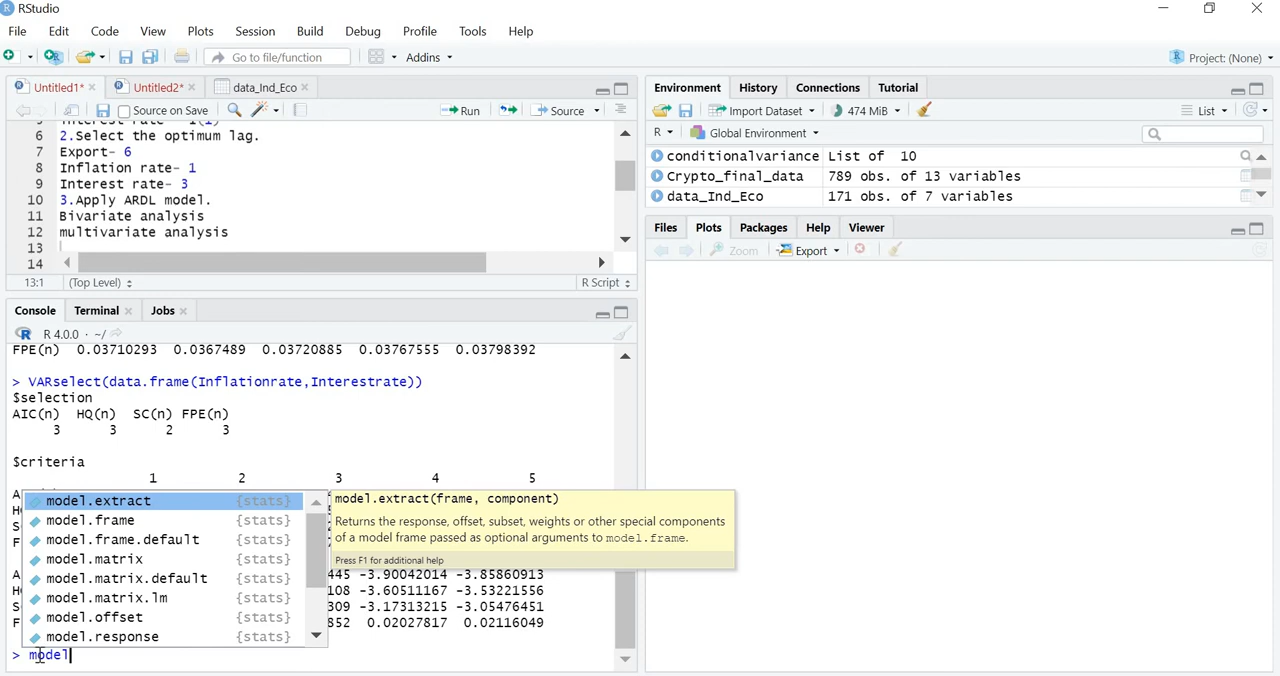 RStudio
File Edit Code View Plots Session Build Debug Profile Tools Help
Go to file/function Addins Project: (None)
Untitled1* Untitled2* data_Ind_Eco
Source on Save Run Source
6 2.Select the optimum lag.
7 Export- 6
8 Inflation rate- 1
9 Interest rate- 3
10 3.Apply ARDL model.
11 Bivariate analysis
12 multivariate analysis
13
14
13:1 (Top Level) R Script
Console Terminal Jobs
R 4.0.0 · ~/
FPE(n) 0.03710293 0.0367489 0.03720885 0.03767555 0.03798392
> VARselect(data.frame(Inflationrate,Interestrate))
$selection
AIC(n) HQ(n) SC(n) FPE(n)
3 3 2 3
$criteria
1 2 3 4 5
model.extract {stats}
model.frame {stats}
model.frame.default {stats}
model.matrix {stats}
model.matrix.default {stats}
model.matrix.lm {stats}
model.offset {stats}
model.response {stats}
model.extract(frame, component)
Returns the response, offset, subset, weights or other special components
of a model frame passed as optional arguments to model.frame.
Press F1 for additional help
445 -3.90042014 -3.85860913
108 -3.60511167 -3.53221556
309 -3.17313215 -3.05476451
852 0.02027817 0.02116049
> model
Environment History Connections Tutorial
Import Dataset 474 MiB List
R Global Environment
conditionalvariance List of 10
Crypto_final_data 789 obs. of 13 variables
data_Ind_Eco 171 obs. of 7 variables
Files Plots Packages Help Viewer
Zoom Export